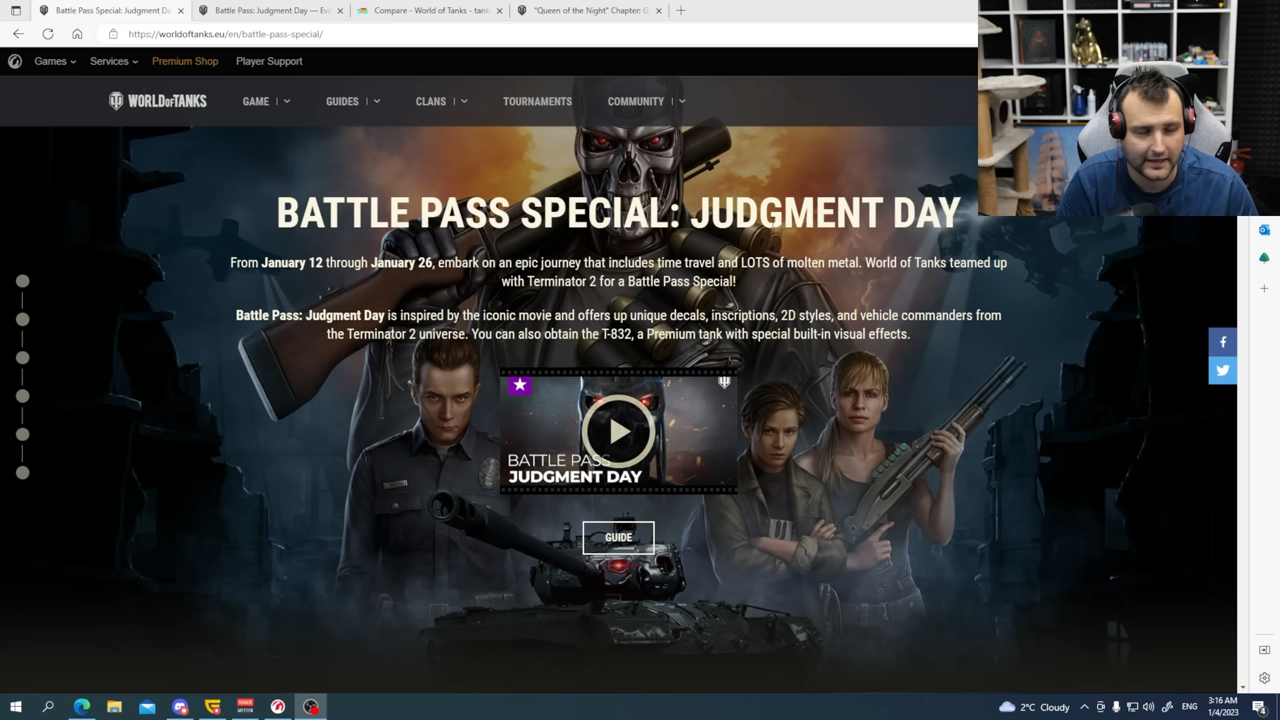 Battle Pass Special: Judgment Da
Battle Pass: Judgment Day — Eve
Compare - World of Tanks - tank
"Queen of the Night" Chapter: G
https://worldoftanks.eu/en/battle-pass-special/
Games
Services
Premium Shop
Player Support
WORLD OF TANKS
GAME
GUIDES
CLANS
TOURNAMENTS
COMMUNITY
BATTLE PASS SPECIAL: JUDGMENT DAY
From January 12 through January 26, embark on an epic journey that includes time travel and LOTS of molten metal. World of Tanks teamed up
with Terminator 2 for a Battle Pass Special!
Battle Pass: Judgment Day is inspired by the iconic movie and offers up unique decals, inscriptions, 2D styles, and vehicle commanders from
the Terminator 2 universe. You can also obtain the T-832, a Premium tank with special built-in visual effects.
BATTLE PASS
JUDGMENT DAY
GUIDE
2°C Cloudy
ENG
3:16 AM
1/4/2023
4